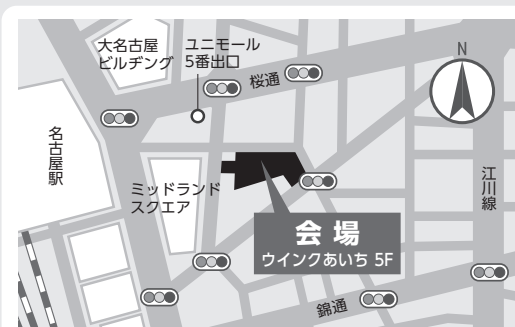 大名古屋
ビルヂング
ユニモール
5番出口
桜通
N
名古屋駅
ミッドランド
スクエア
江川線
会場
ウインクあいち 5F
錦通